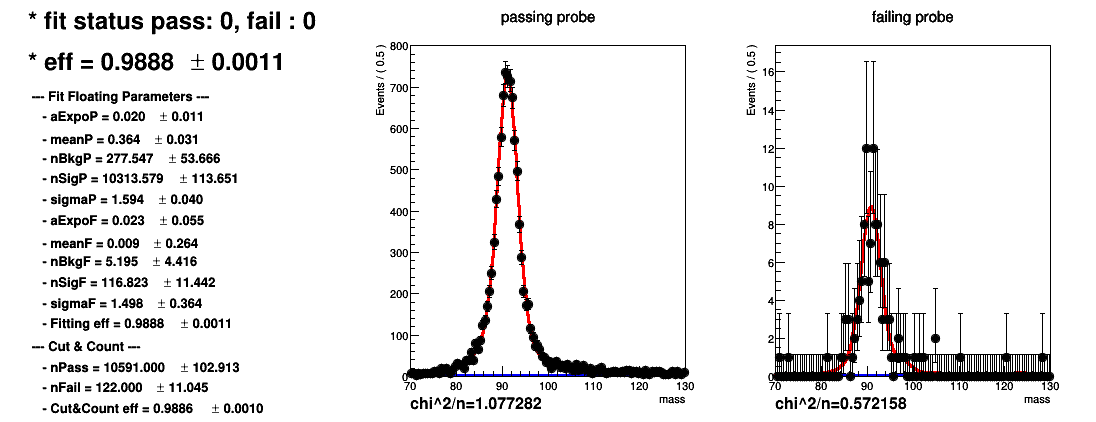 * fit status pass: 0, fail : 0
* eff = 0.9888 ± 0.0011
--- Fit Floating Parameters ---
- aExpoP = 0.020 ± 0.011
- meanP = 0.364 ± 0.031
- nBkgP = 277.547 ± 53.666
- nSigP = 10313.579 ± 113.651
- sigmaP = 1.594 ± 0.040
- aExpoF = 0.023 ± 0.055
- meanF = 0.009 ± 0.264
- nBkgF = 5.195 ± 4.416
- nSigF = 116.823 ± 11.442
- sigmaF = 1.498 ± 0.364
- Fitting eff = 0.9888 ± 0.0011
--- Cut & Count ---
- nPass = 10591.000 ± 102.913
- nFail = 122.000 ± 11.045
- Cut&Count eff = 0.9886 ± 0.0010
passing probe
Events / ( 0.5 )
800
700
600
500
400
300
200
100
0
70 80 90 100 110 120 130
mass
chi^2/n=1.077282
failing probe
Events / ( 0.5 )
16
14
12
10
8
6
4
2
0
70 80 90 100 110 120 130
mass
chi^2/n=0.572158